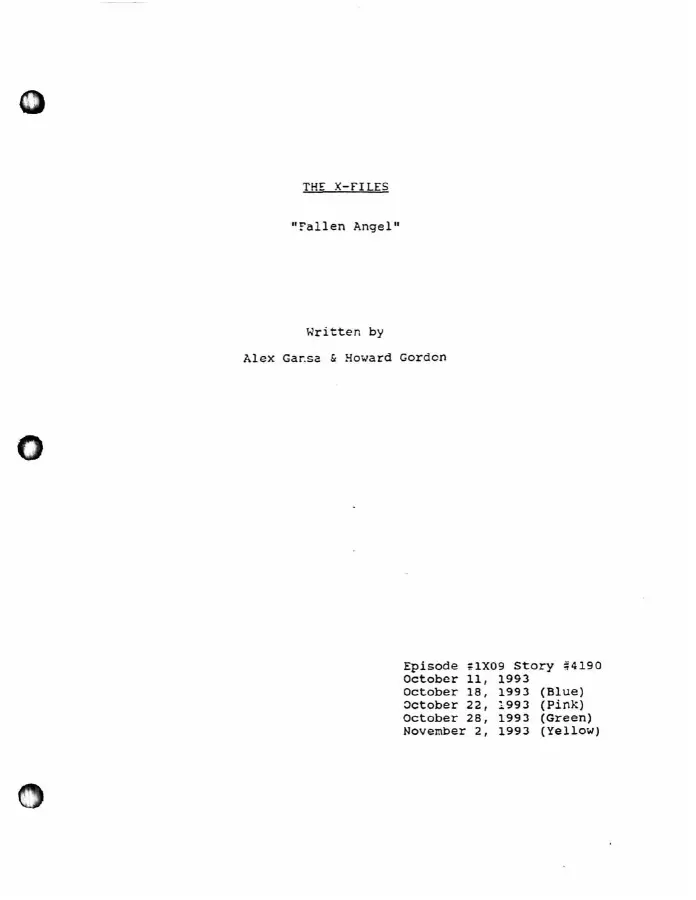 THE X-FILES
"Fallen Angel"
Written by
Alex Gansa & Howard Gordon
Episode #1X09 Story #4190
October 11, 1993
October 18, 1993 (Blue)
October 22, 1993 (Pink)
October 28, 1993 (Green)
November 2, 1993 (Yellow)